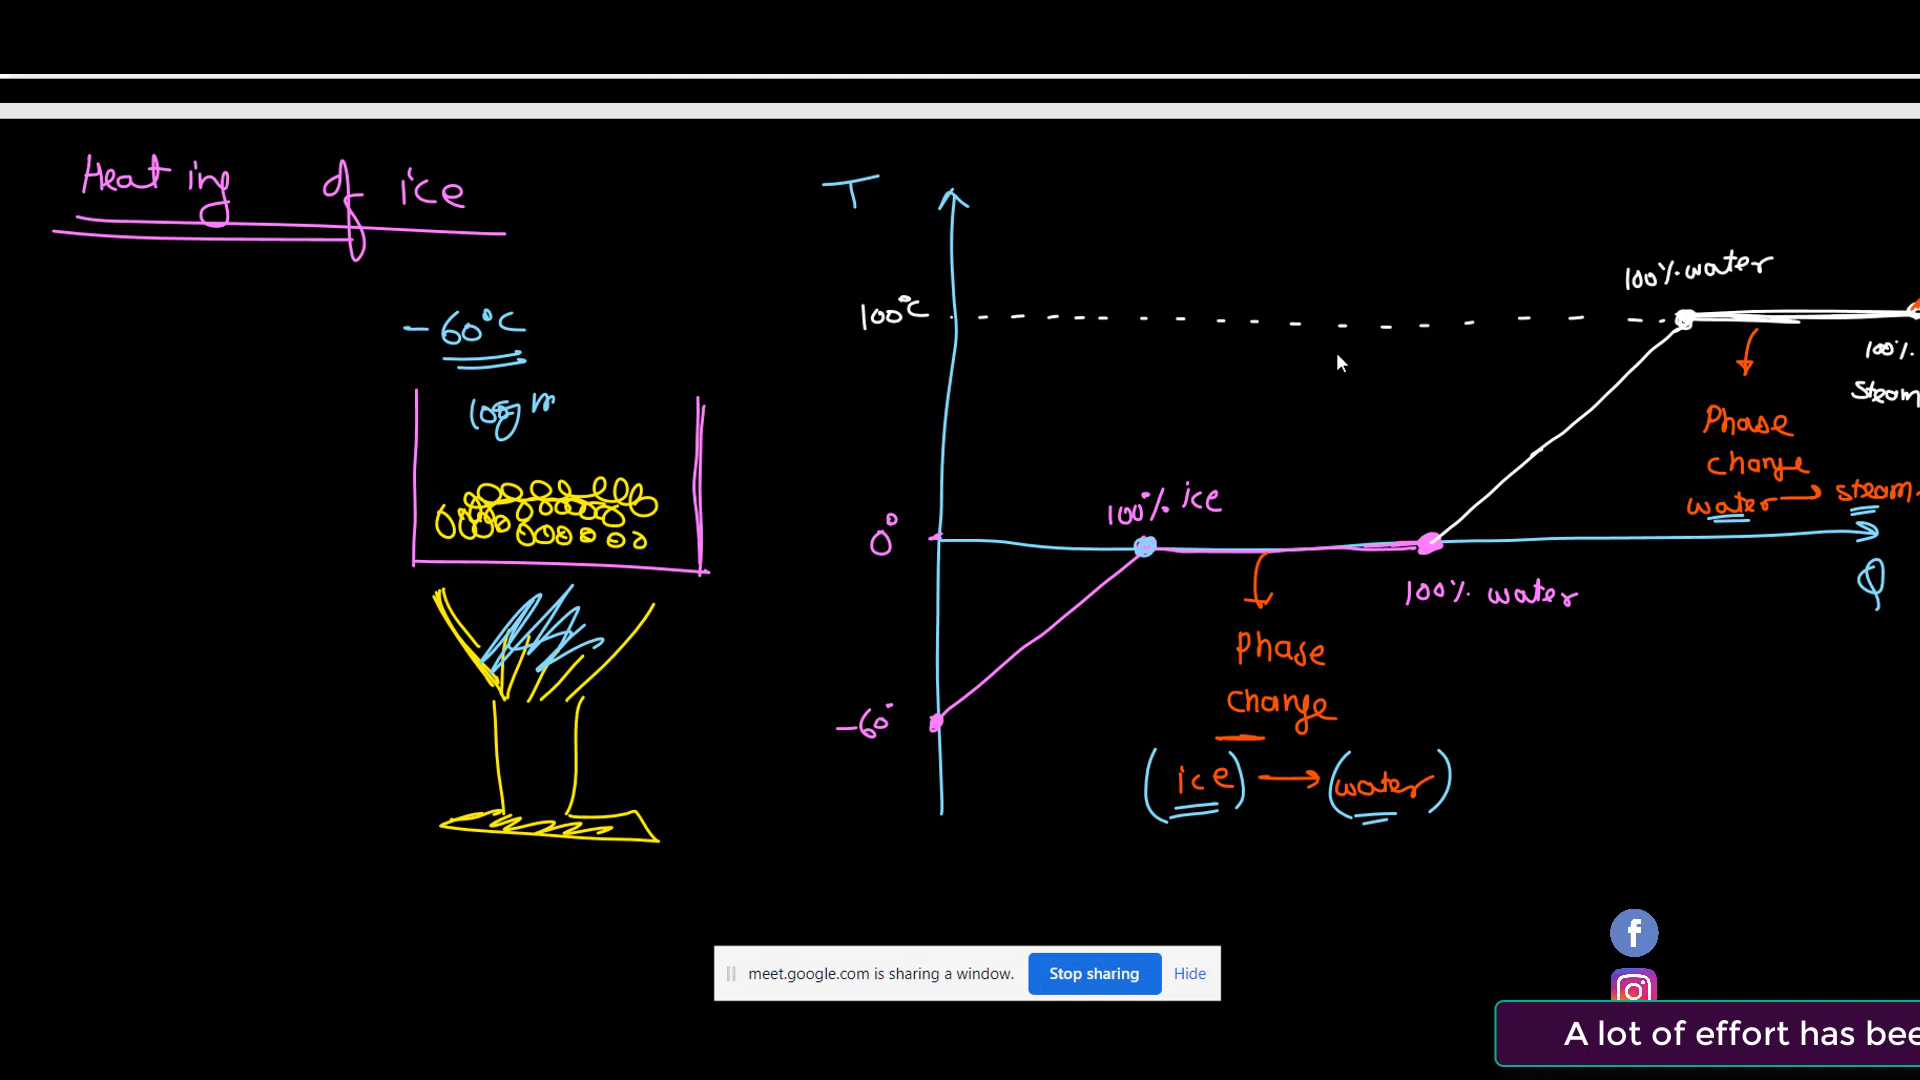 Heating of ice
-60°C
T
100°C
100% water
100%
Steam
Phase
change
water → steam
100% ice
0°
100% water
Q
Phase
change
-60°
(ice) → (water)
meet.google.com is sharing a window. Stop sharing Hide
f
A lot of effort has bee